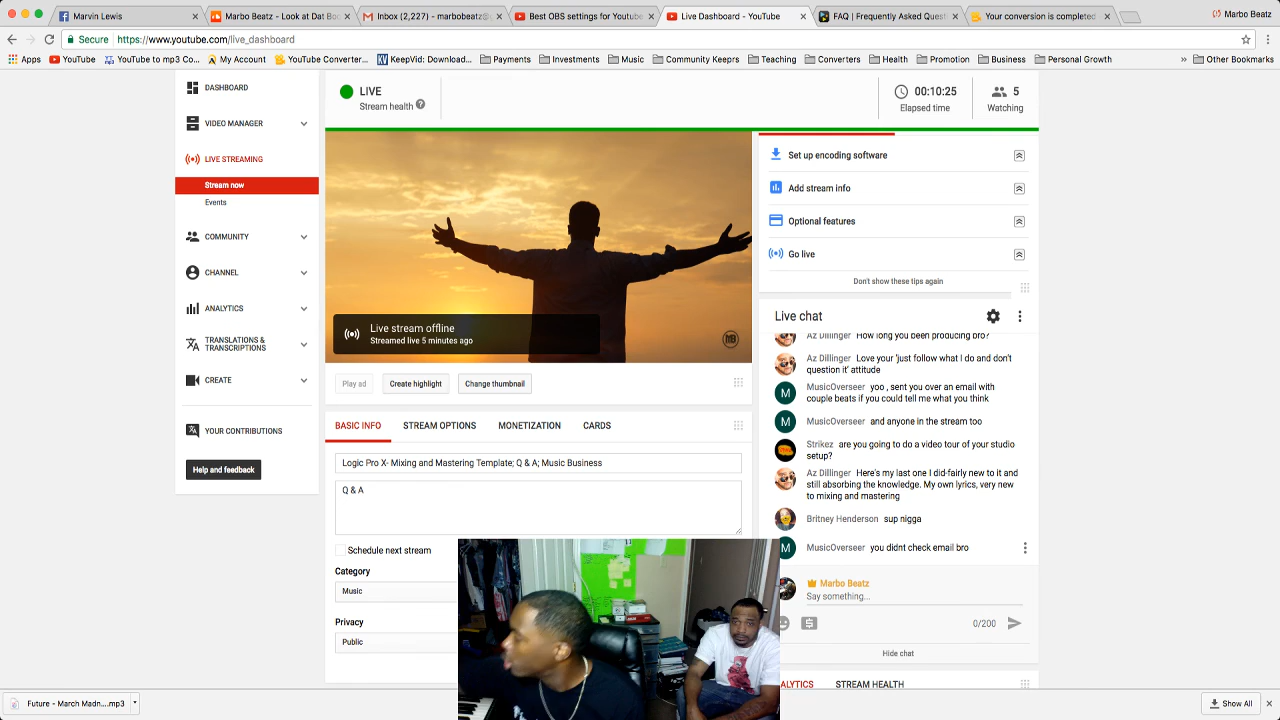 Marvin Lewis
Marbo Beatz - Look at Dat Boo
Inbox (2,227) - marbobeatz@g
Best OBS settings for Youtube
Live Dashboard - YouTube
FAQ | Frequently Asked Quest
Your conversion is completed
Marbo Beatz
Secure https://www.youtube.com/live_dashboard
Apps
YouTube
YouTube to mp3 Co...
My Account
YouTube Converter...
KeepVid: Download...
Payments
Investments
Music
Community Keeprs
Teaching
Converters
Health
Promotion
Business
Personal Growth
Other Bookmarks
DASHBOARD
VIDEO MANAGER
LIVE STREAMING
Stream now
Events
COMMUNITY
CHANNEL
ANALYTICS
TRANSLATIONS &
TRANSCRIPTIONS
CREATE
YOUR CONTRIBUTIONS
Help and feedback
LIVE
Stream health
00:10:25
Elapsed time
5
Watching
Live stream offline
Streamed live 5 minutes ago
MB
Play ad
Create highlight
Change thumbnail
BASIC INFO
STREAM OPTIONS
MONETIZATION
CARDS
Logic Pro X- Mixing and Mastering Template; Q & A; Music Business
Q & A
Schedule next stream
Category
Music
Privacy
Public
Set up encoding software
Add stream info
Optional features
Go live
Don't show these tips again
Live chat
Az Dillinger How long you been producing bro?
Az Dillinger Love your 'just follow what I do and don't
question it' attitude
MusicOverseer yoo , sent you over an email with
couple beats if you could tell me what you think
MusicOverseer and anyone in the stream too
Strikez are you going to do a video tour of your studio
setup?
Az Dillinger Here's my last one I did-fairly new to it and
still absorbing the knowledge. My own lyrics, very new
to mixing and mastering
Britney Henderson sup nigga
MusicOverseer you didnt check email bro
Marbo Beatz
Say something...
0/200
Hide chat
ALYTICS
STREAM HEALTH
Future - March Madn....mp3
Show All